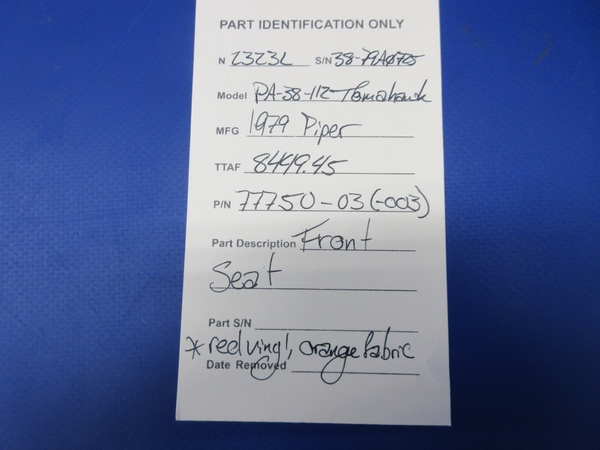 PART IDENTIFICATION ONLY
N 2323L S/N 38-79A0725
Model PA-38-112-Tomahawk
MFG 1979 Piper
TTAF 8449.45
P/N 77750-03 (-003)
Part Description Front
Seat
Part S/N
* red ving!, orange fabric
Date Removed